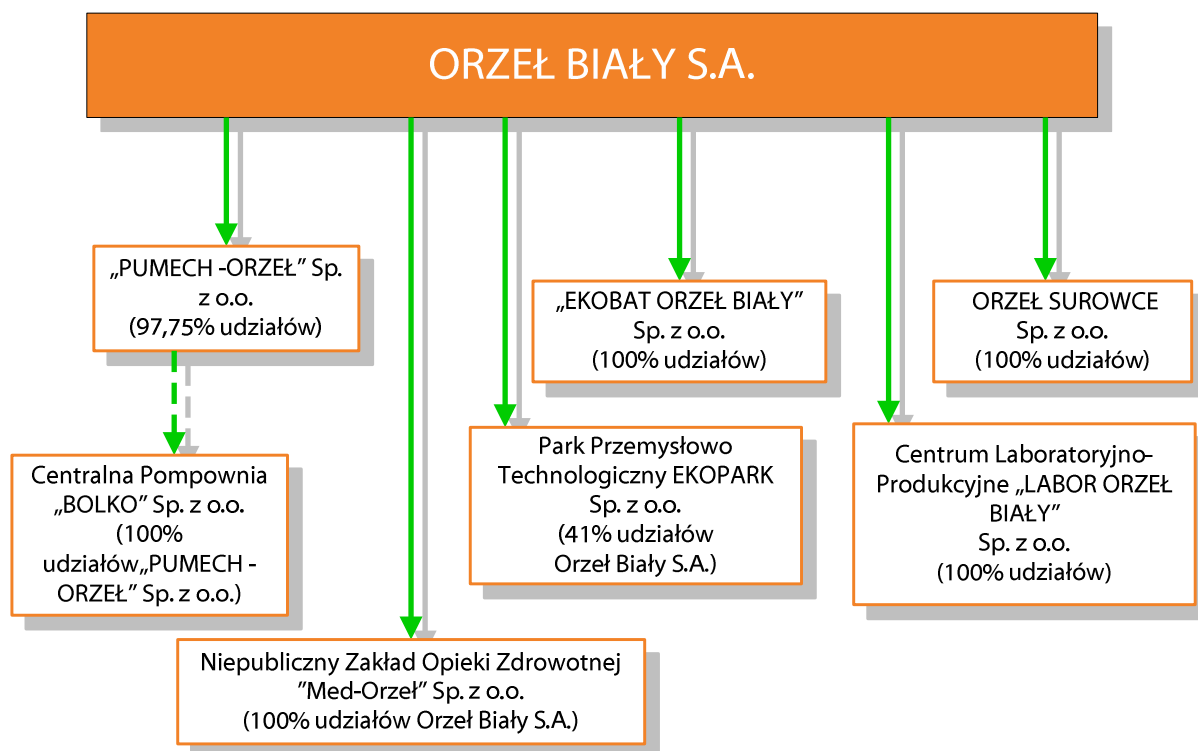 ORZEŁ BIAŁY S.A.
„PUMECH -ORZEŁ” Sp.
z o.o.
(97,75% udziałów)
„EKOBAT ORZEŁ BIAŁY”
Sp. z o.o.
(100% udziałów)
ORZEŁ SUROWCE
Sp. z o.o.
(100% udziałów)
Centralna Pompownia
„BOLKO” Sp. z o.o.
(100%
udziałów„PUMECH -
ORZEŁ” Sp. z o.o.)
Park Przemysłowo
Technologiczny EKOPARK
Sp. z o.o.
(41% udziałów
Orzeł Biały S.A.)
Centrum Laboratoryjno-
Produkcyjne „LABOR ORZEŁ
BIAŁY”
Sp. z o.o.
(100% udziałów)
Niepubliczny Zakład Opieki Zdrowotnej
”Med-Orzeł” Sp. z o.o.
(100% udziałów Orzeł Biały S.A.)